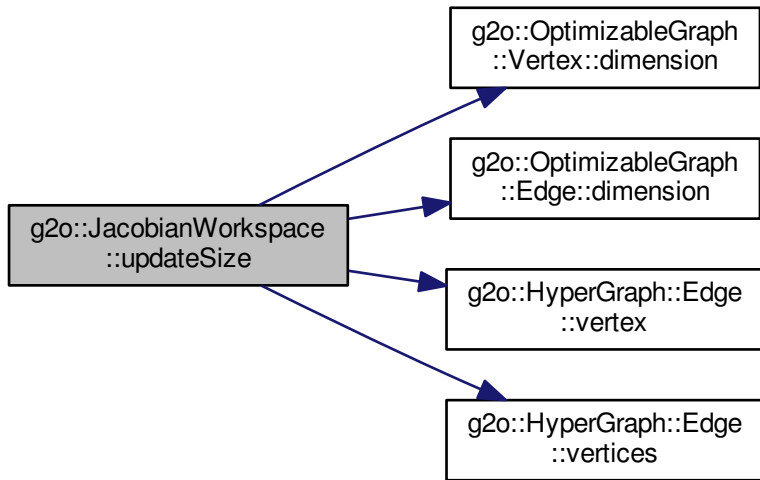 g2o::OptimizableGraph
::Vertex::dimension
g2o::OptimizableGraph
::Edge::dimension
g2o::JacobianWorkspace
::updateSize
g2o::HyperGraph::Edge
::vertex
g2o::HyperGraph::Edge
::vertices